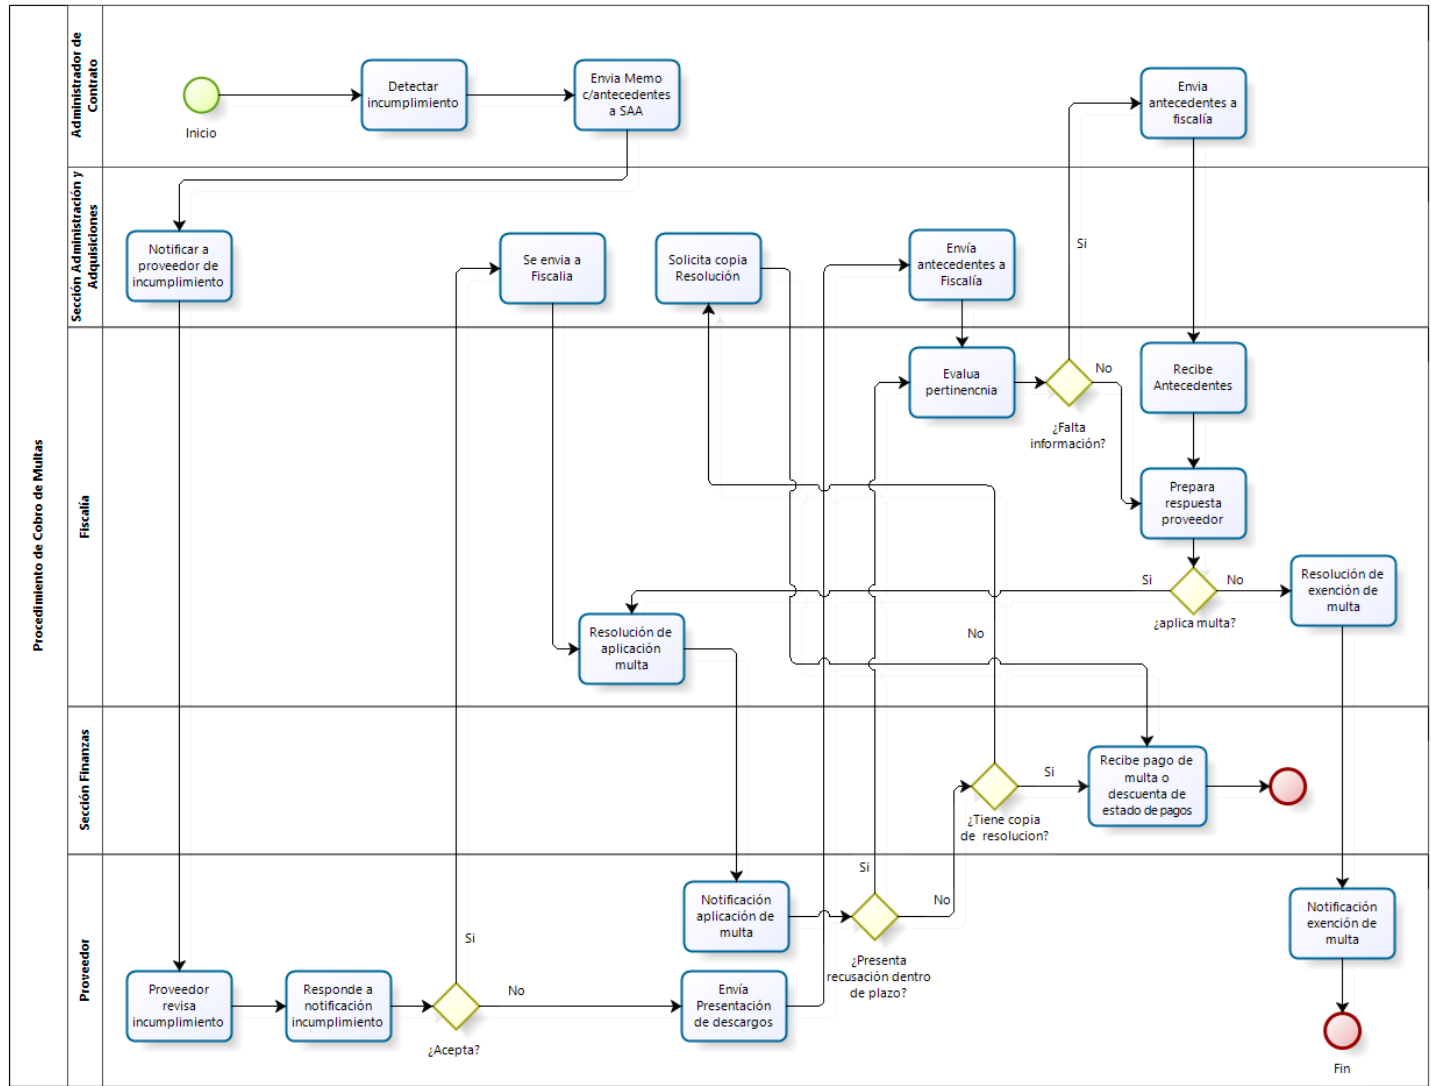 Procedimiento de Cobro de Multas
Administrador de
Contrato
Inicio
Detectar
incumplimiento
Envia Memo
c/antecedentes
a SAA
Envia
antecedentes a
fiscalía
Sección Administración y
Adquisiciones
Notificar a
proveedor de
incumplimiento
Se envia a
Fiscalia
Solicita copia
Resolución
Envía
antecedentes a
Fiscalía
Si
Fiscalía
Evalua
pertinencnia
No
¿Falta
información?
Recibe
Antecedentes
Prepara
respuesta
proveedor
Si
No
¿aplica multa?
Resolución de
exención de
multa
Resolución de
aplicación
multa
No
Sección Finanzas
Si
¿Tiene copia
de resolucion?
Recibe pago de
multa o
descuenta de
estado de pagos
Proveedor
Si
No
Notificación
aplicación de
multa
¿Presenta
recusación dentro
de plazo?
Notificación
exención de
multa
Si
No
Proveedor
revisa
incumplimiento
Responde a
notificación
incumplimiento
¿Acepta?
Envía
Presentación
de descargos
Fin